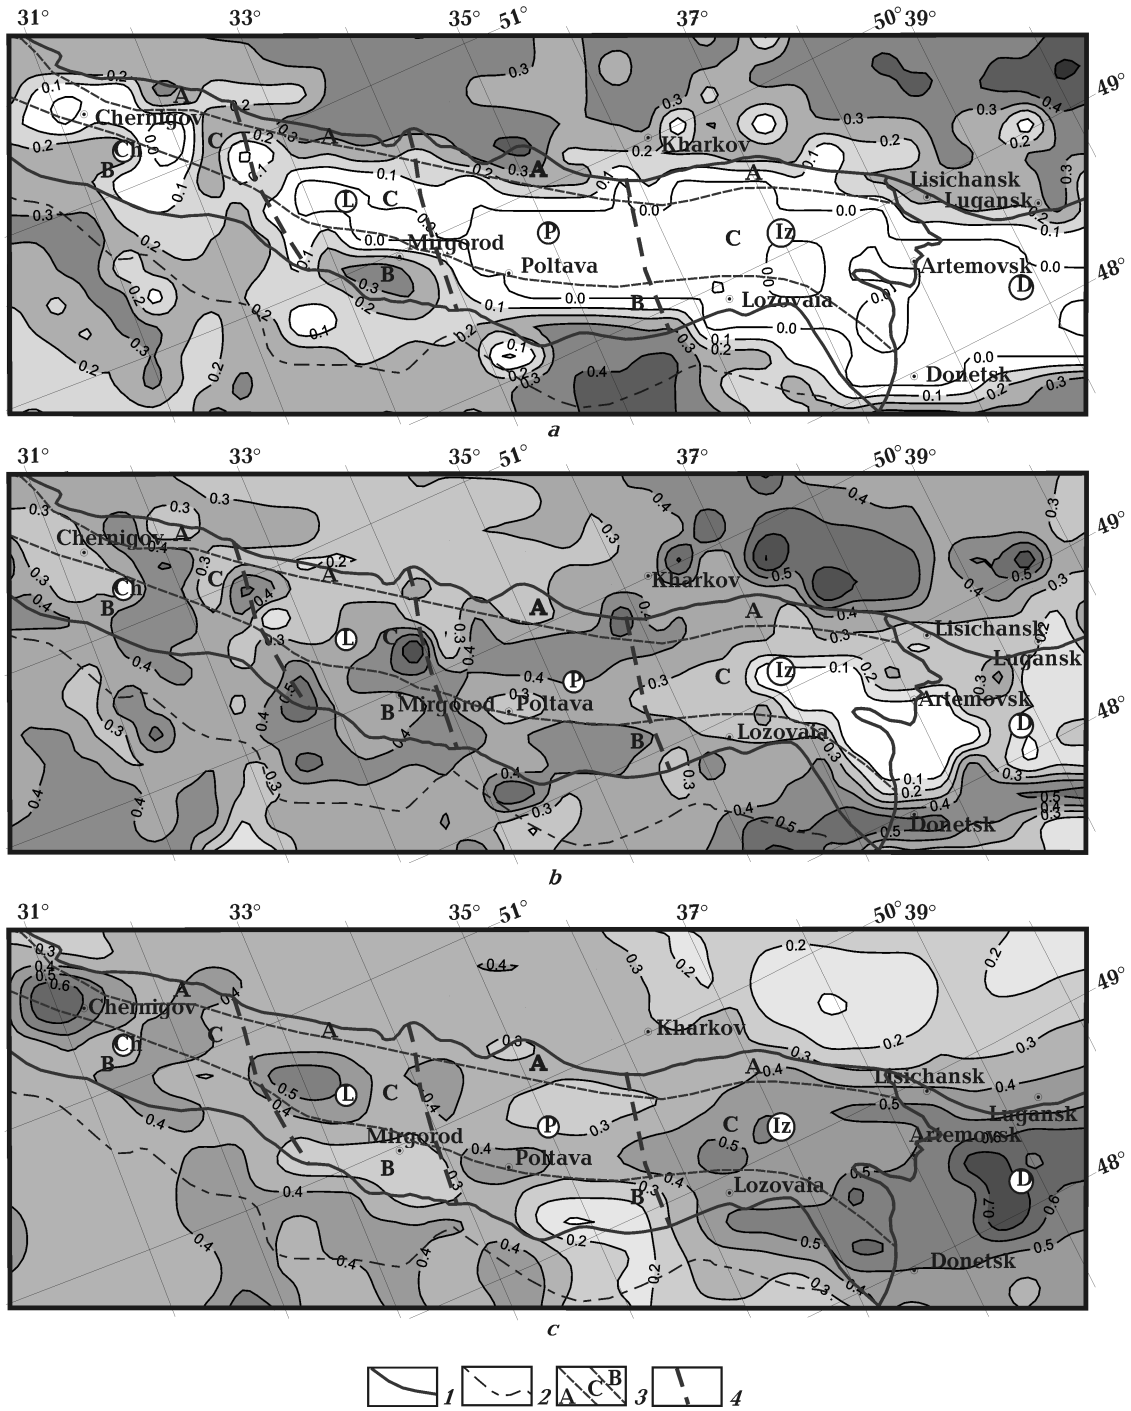 31° 33° 35° 51° 37° 50° 39°
49°
48°
Chernigov
Ch
A
B
C
A
L
C
Mirgorod
B
A
P
Poltava
Kharkov
A
C
Iz
B
Lozovaia
Lisichansk
Lugansk
Artemovsk
D
Donetsk
0.1
0.2
0.3
0.4
0.0
a
31° 33° 35° 51° 37° 50° 39°
49°
48°
Chernigov
A
Ch
B
C
A
L
C
B
Mirgorod
A
P
Poltava
Kharkov
A
C
Iz
B
Lozovaia
Lisichansk
Lugansk
Artemovsk
D
Donetsk
0.1
0.2
0.3
0.4
0.5
b
31° 33° 35° 51° 37° 50° 39°
49°
48°
Chernigov
A
Ch
B
C
A
L
C
Mirgorod
B
A
P
Poltava
Kharkov
A
C
Iz
B
Lozovaia
Lisichansk
Lugansk
Artemovsk
D
Donetsk
0.2
0.3
0.4
0.5
0.6
0.7
c
1 2 A C B 3 4